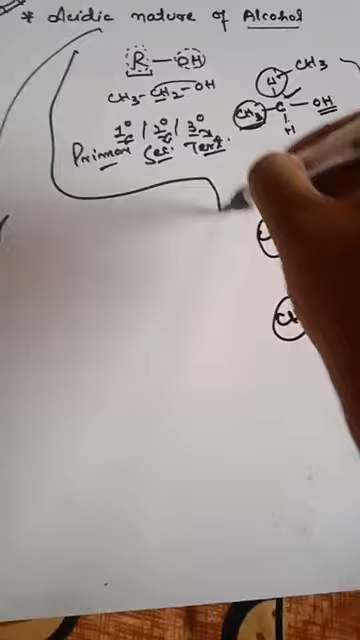 * Acidic nature of Alcohol
R — OH
CH₃ - CH₂ - OH
1° / 2° / 3°
Primary Sec. Tert.
H CH₃
CH₃ - C - OH
H